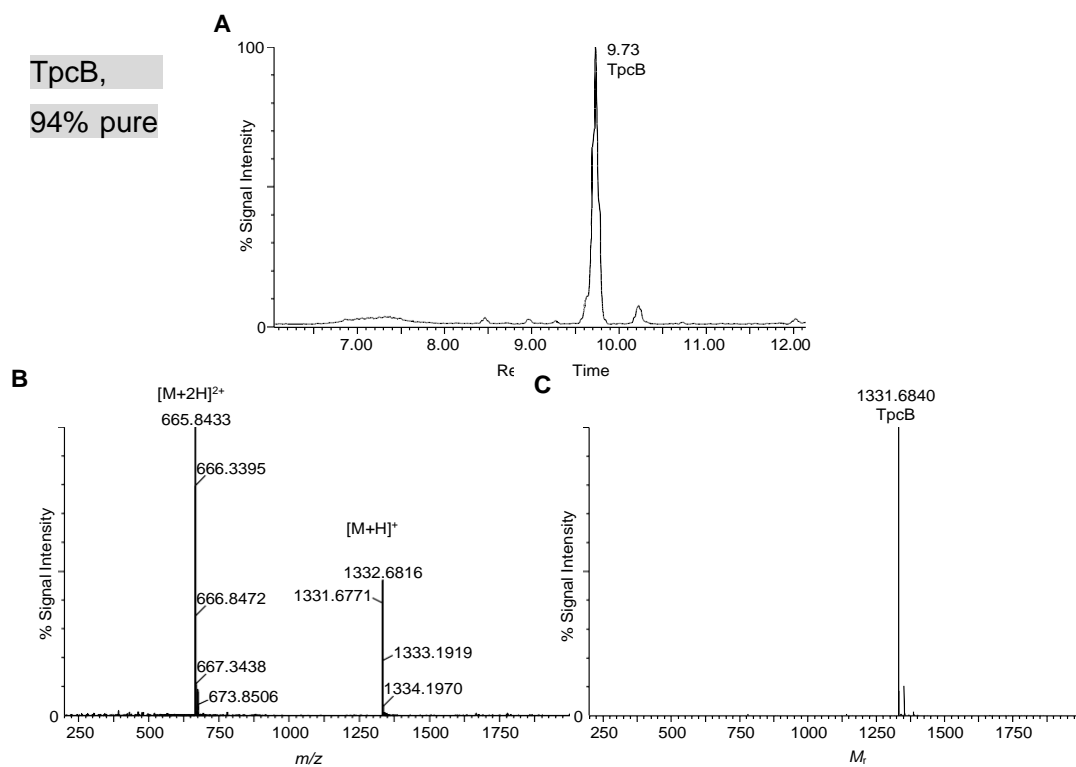 TpcB,
94% pure
A
100
9.73
TpcB
% Signal Intensity
0
7.00 8.00 9.00 10.00 11.00 12.00
Time
B
[M+2H]2+
665.8433
666.3395
[M+H]+
1332.6816
1331.6771
666.8472
1333.1919
667.3438
1334.1970
673.8506
% Signal Intensity
0
250 500 750 1000 1250 1500 1750
m/z
C
1331.6840
TpcB
% Signal Intensity
0
250 500 750 1000 1250 1500 1750
Mr